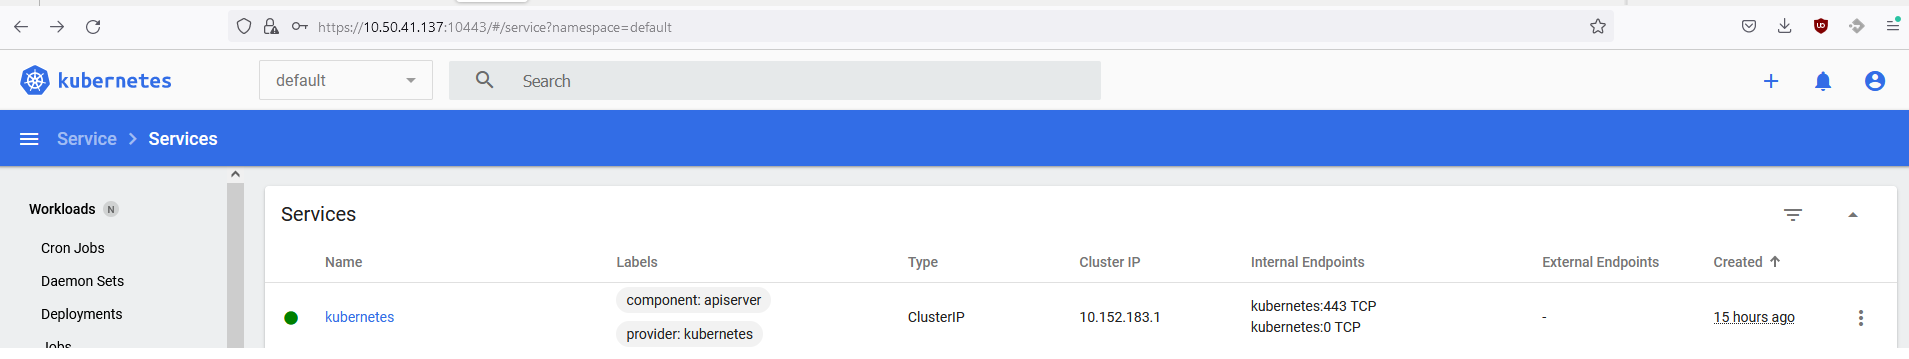 https://10.50.41.137:10443/#/service?namespace=default
kubernetes
default
Search
Service > Services
Workloads N
Cron Jobs
Daemon Sets
Deployments
Jobs
Services
Name Labels Type Cluster IP Internal Endpoints External Endpoints Created
kubernetes
component: apiserver
provider: kubernetes
ClusterIP
10.152.183.1
kubernetes:443 TCP
kubernetes:0 TCP
-
15 hours ago